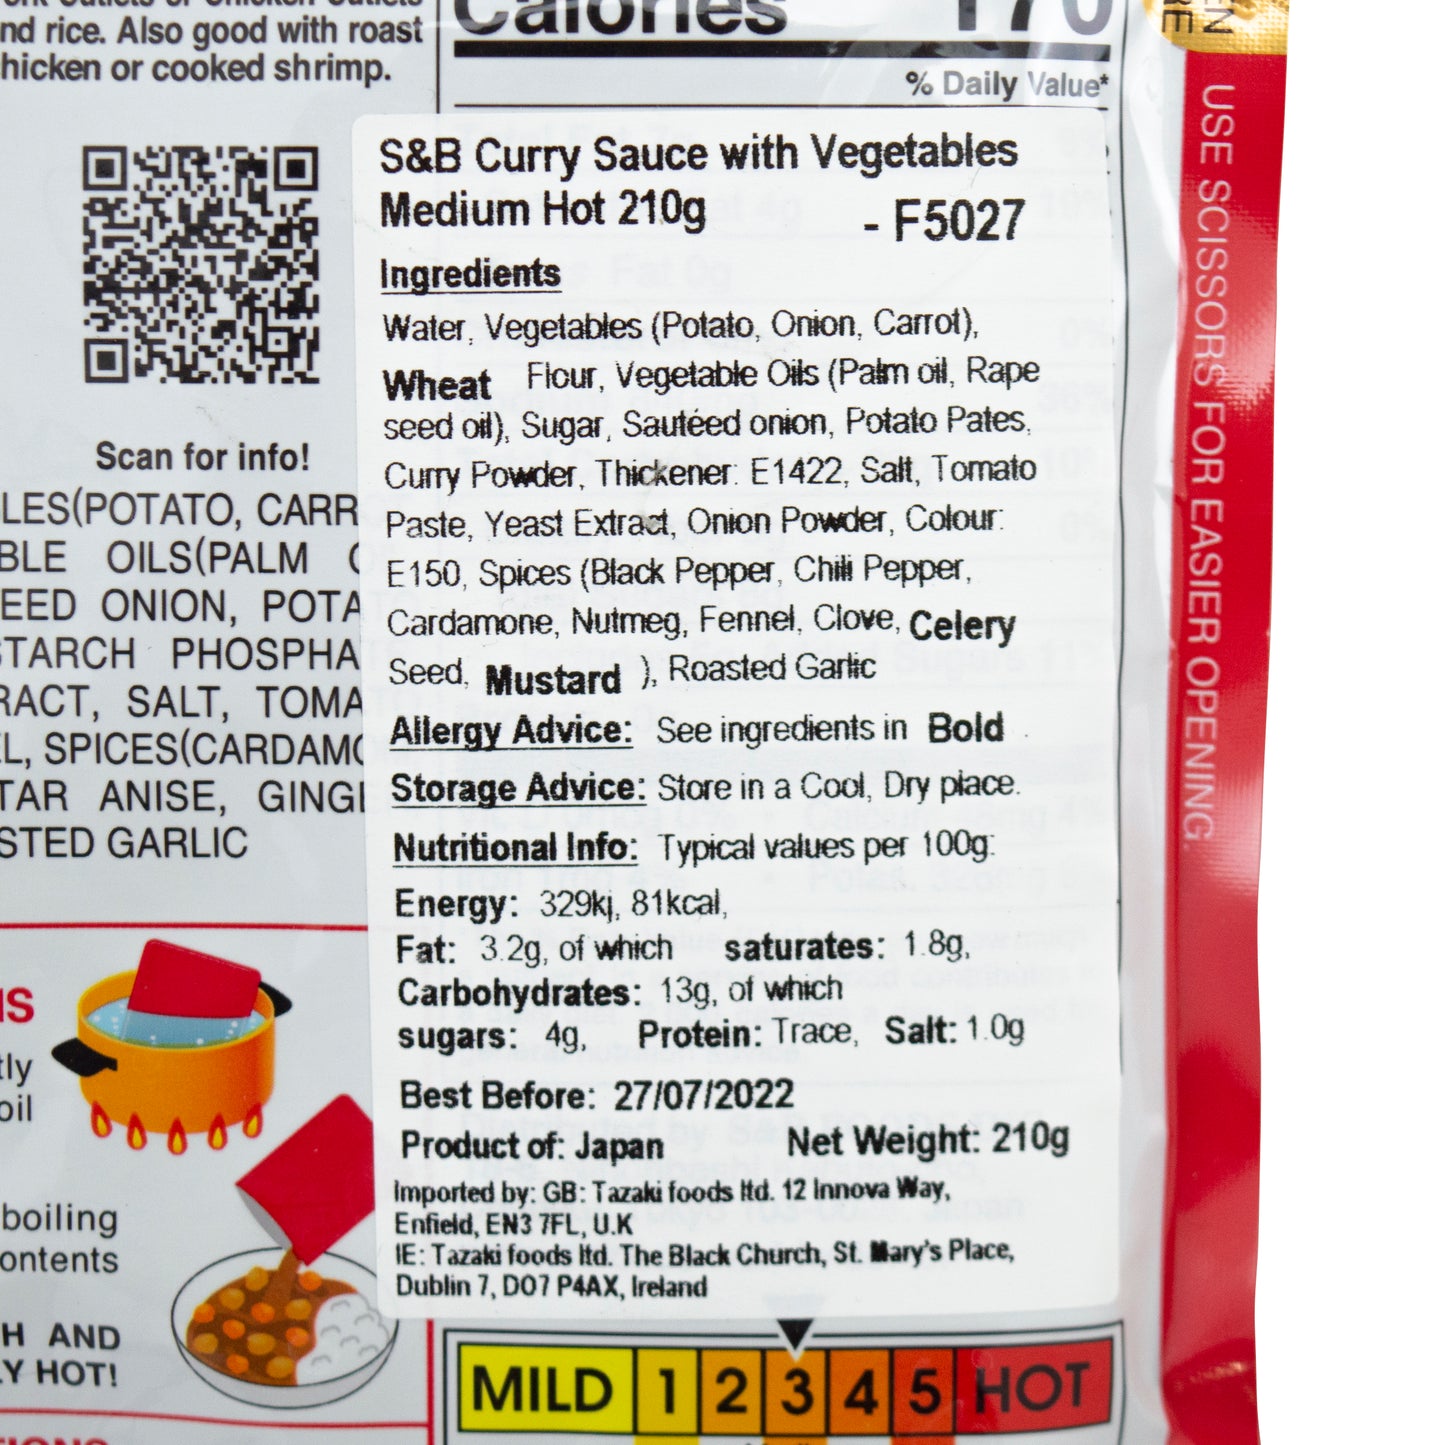 nd rice. Also good with roast
hicken or cooked shrimp.
Scan for info!
LES(POTATO, CARR
BLE OILS(PALM
EED ONION, POTA
STARCH PHOSPHA
RACT, SALT, TOMA
L, SPICES(CARDAMO
TAR ANISE, GINGE
STED GARLIC
tly
oil
boiling
ontents
H AND
LY HOT!
Calories 170
% Daily Value*
S&B Curry Sauce with Vegetables
Medium Hot 210g - F5027
Ingredients
Water, Vegetables (Potato, Onion, Carrot),
Wheat Flour, Vegetable Oils (Palm oil, Rape
seed oil), Sugar, Sautéed onion, Potato Pates,
Curry Powder, Thickener: E1422, Salt, Tomato
Paste, Yeast Extract, Onion Powder, Colour:
E150, Spices (Black Pepper, Chilli Pepper,
Cardamone, Nutmeg, Fennel, Clove, Celery
Seed, Mustard ), Roasted Garlic
Allergy Advice: See ingredients in Bold .
Storage Advice: Store in a Cool, Dry place.
Nutritional Info: Typical values per 100g:
Energy: 329kj, 81kcal,
Fat: 3.2g, of which saturates: 1.8g,
Carbohydrates: 13g, of which
sugars: 4g, Protein: Trace, Salt: 1.0g
Best Before: 27/07/2022
Product of: Japan Net Weight: 210g
Imported by: GB: Tazaki foods ltd. 12 Innova Way,
Enfield, EN3 7FL, U.K
IE: Tazaki foods ltd. The Black Church, St. Mary's Place,
Dublin 7, DO7 P4AX, Ireland
MILD 1 2 3 4 5 HOT
USE SCISSORS FOR EASIER OPENING.